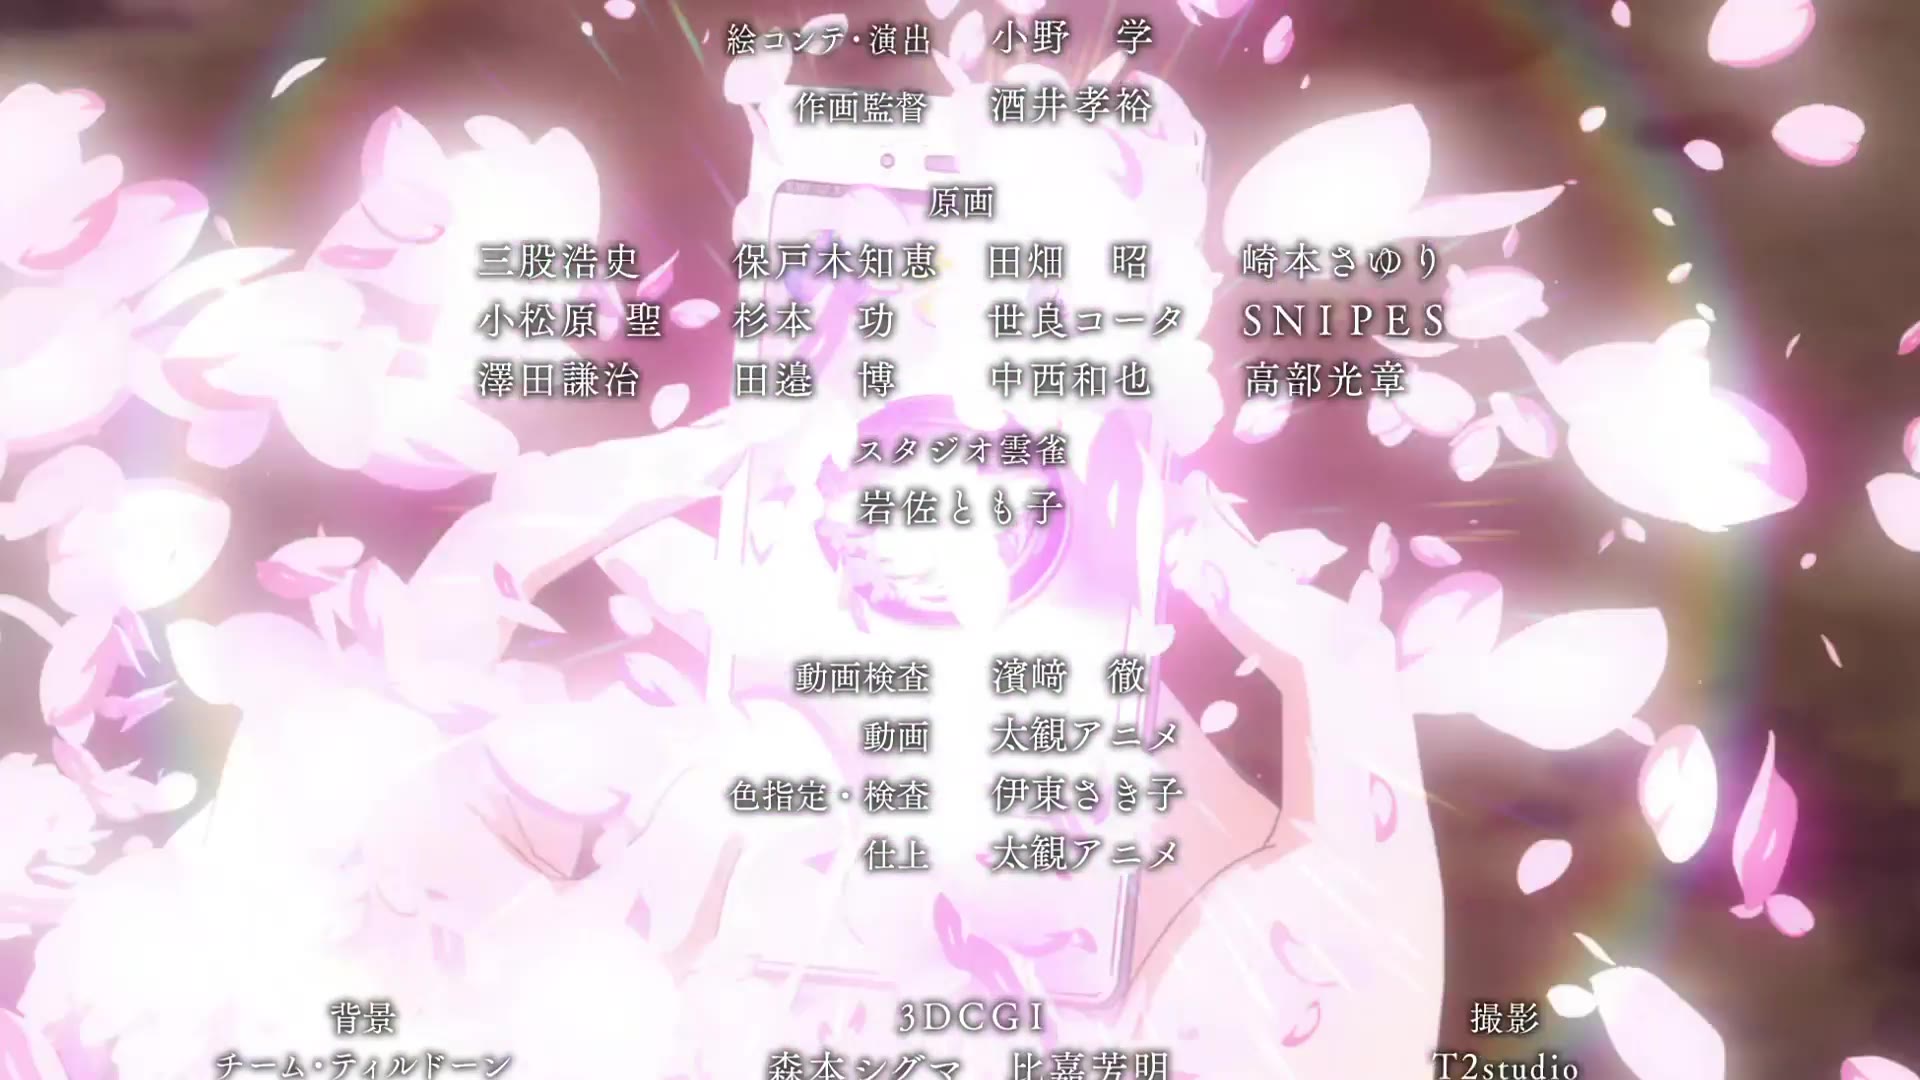 絵コンテ・演出　小野　学
作画監督　酒井孝裕
原画
三股浩史　保戸木知恵　田畑　昭　崎本さゆり
小松原 聖　杉本　功　世良コータ　ＳＮＩＰＥＳ
澤田謙治　田邉　博　中西和也　高部光章
スタジオ雲雀
岩佐とも子
動画検査　濱﨑　徹
動画　太観アニメ
色指定・検査　伊東さき子
仕上　太観アニメ
背景　３ＤＣＧＩ　撮影
チーム・ティルドーン　森本シグマ　比嘉芳明　T2studio